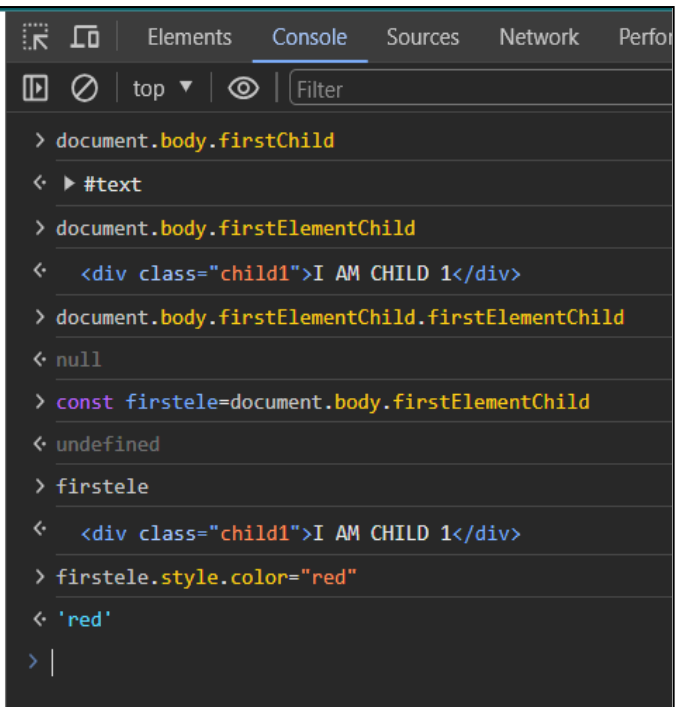 Elements Console Sources Network Perfor
top ▼ Filter
> document.body.firstChild
<· ▶ #text
> document.body.firstElementChild
<· <div class="child1">I AM CHILD 1</div>
> document.body.firstElementChild.firstElementChild
<· null
> const firstele=document.body.firstElementChild
<· undefined
> firstele
<· <div class="child1">I AM CHILD 1</div>
> firstele.style.color="red"
<· 'red'
>